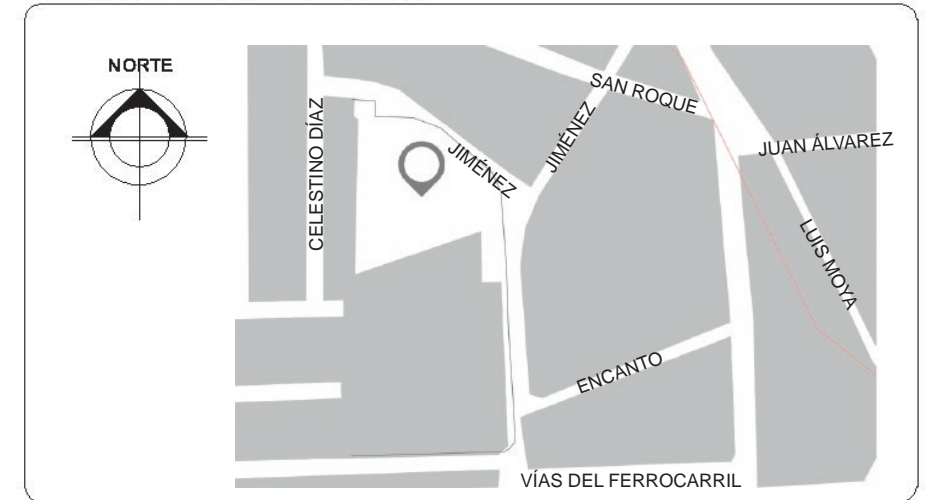 NORTE
CELESTINO DÍAZ
JIMÉNEZ
JIMÉNEZ
SAN ROQUE
JUAN ÁLVAREZ
LUIS MOYA
ENCANTO
VÍAS DEL FERROCARRIL